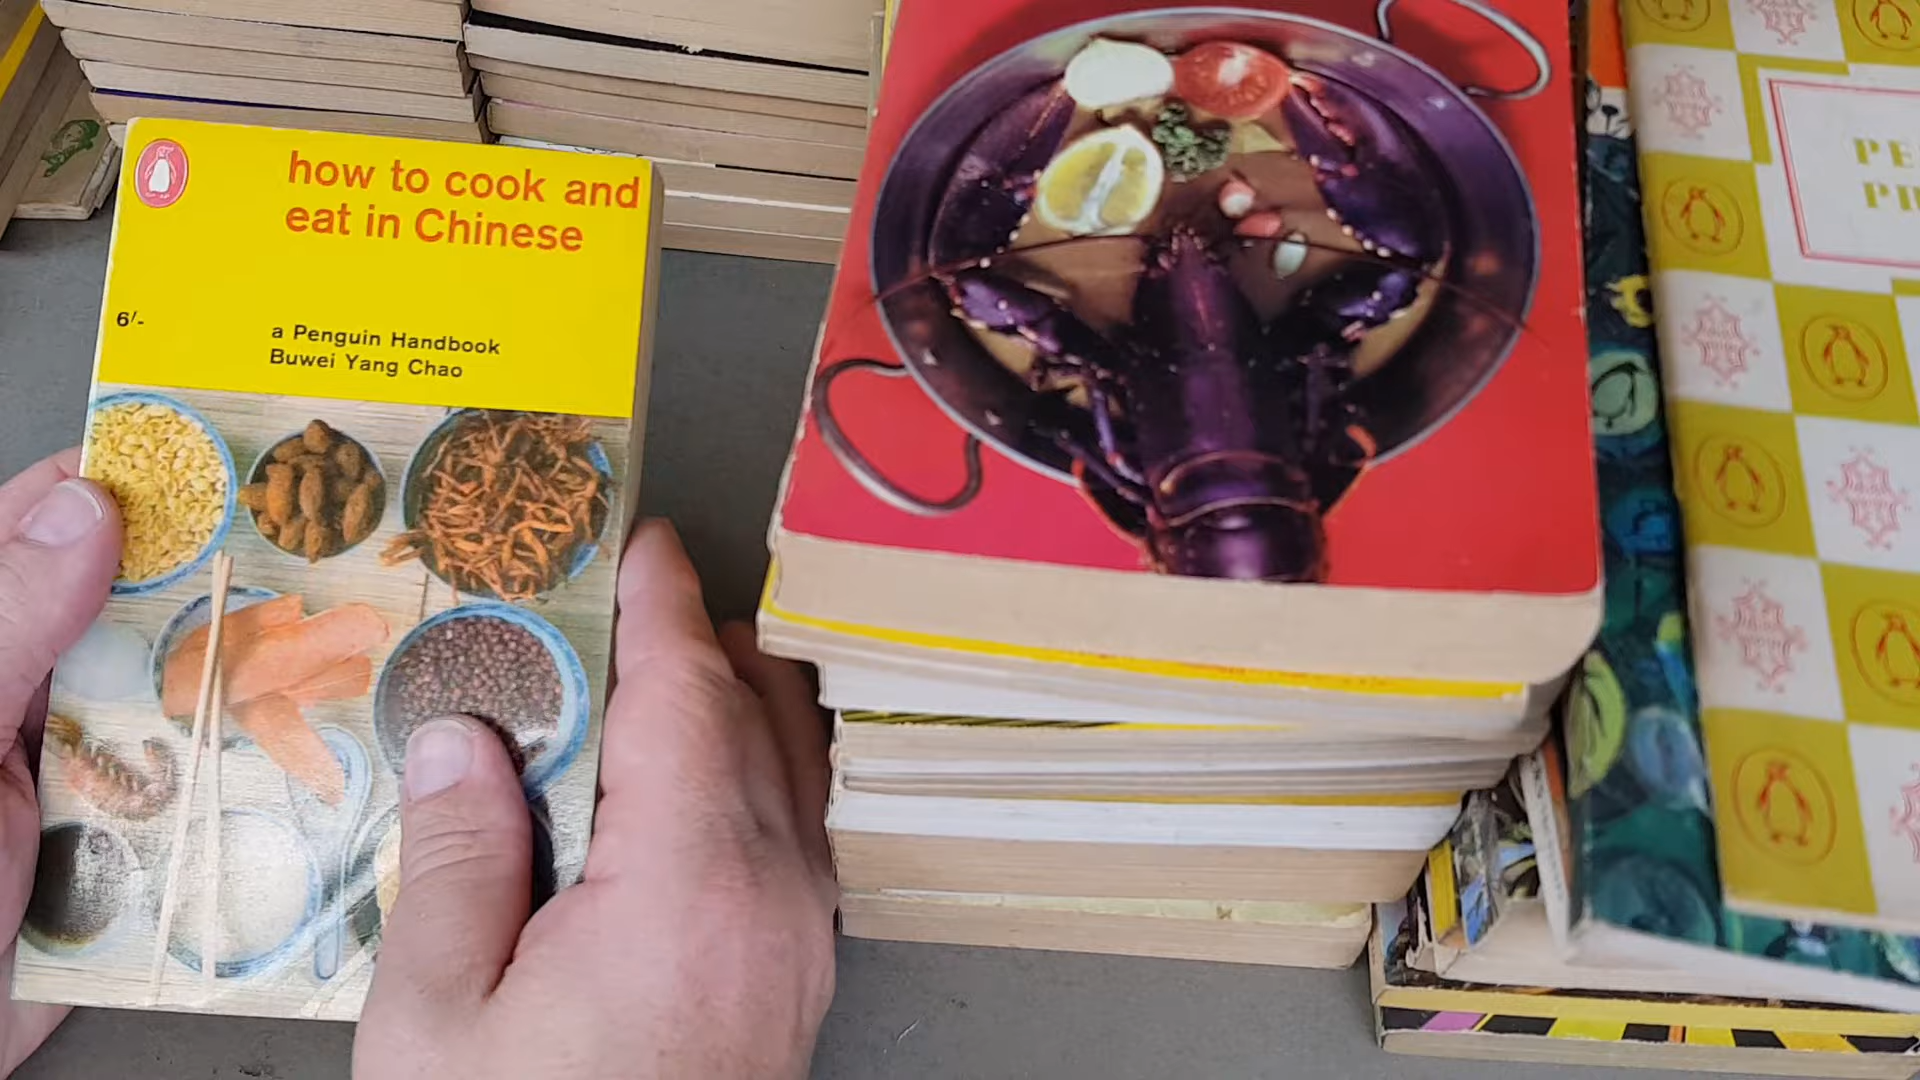 how to cook and
eat in Chinese
6/-
a Penguin Handbook
Buwei Yang Chao